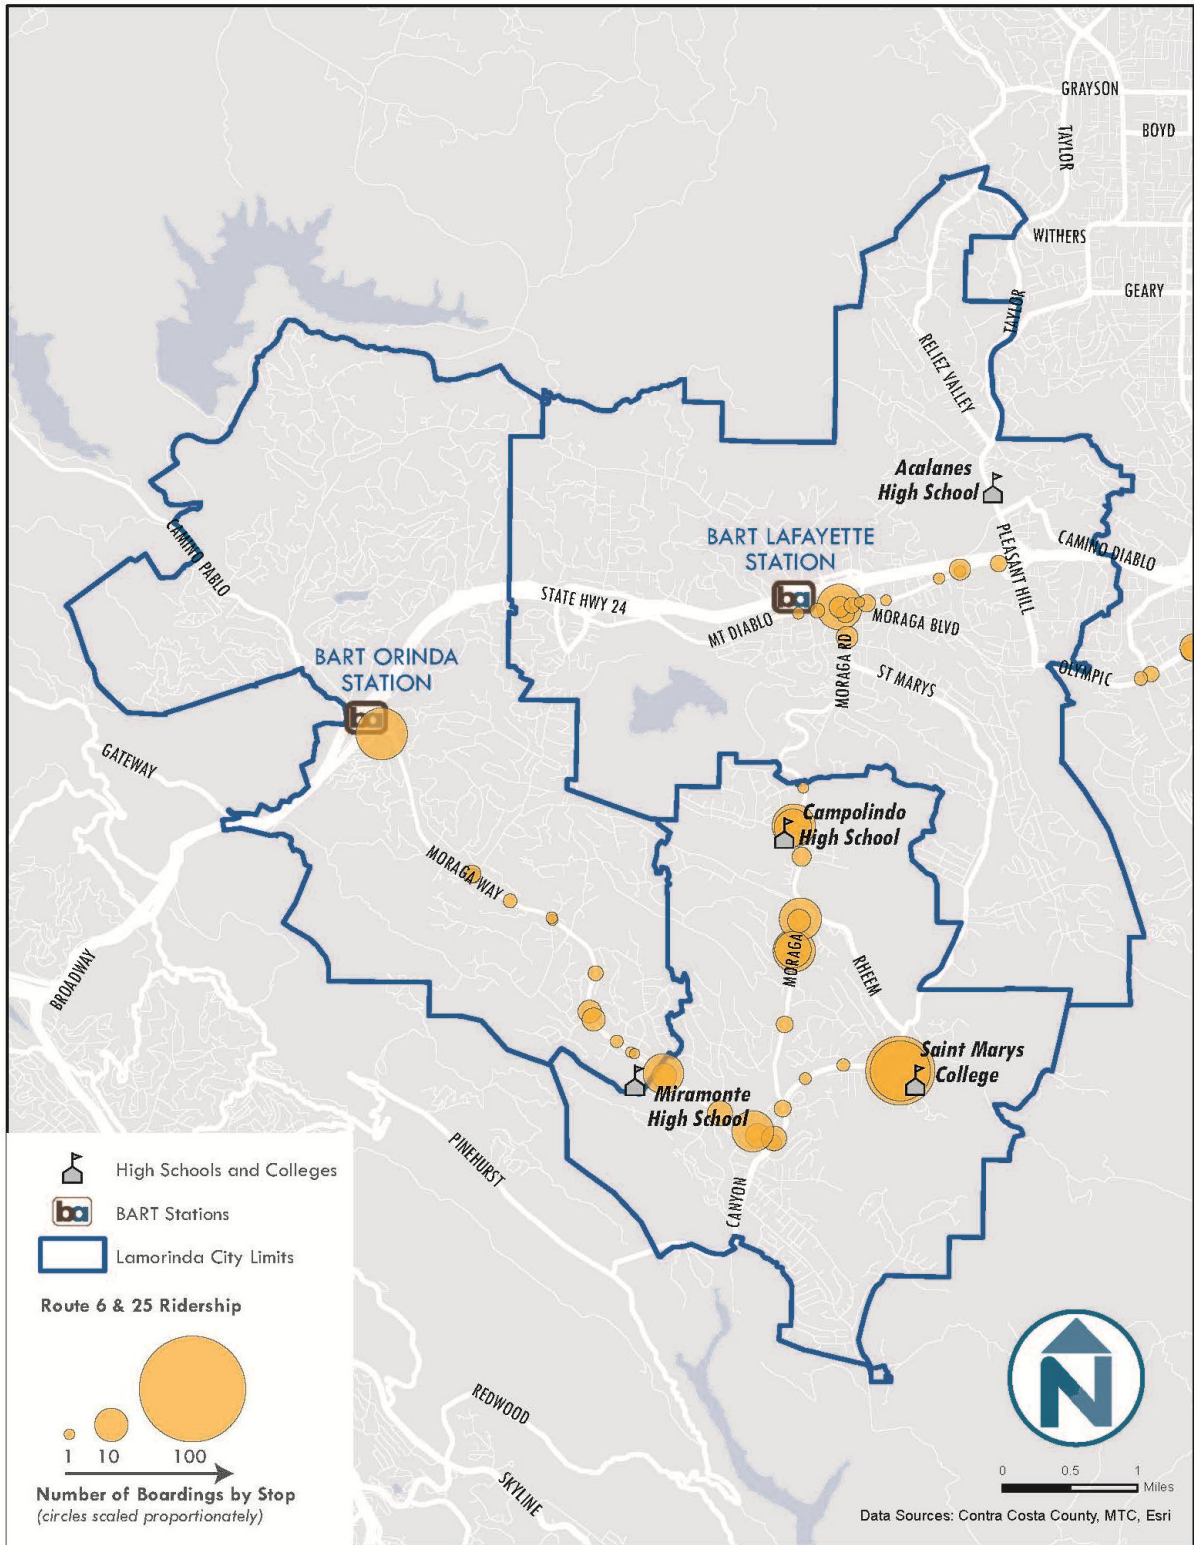 GRAYSON
TAYLOR
BOYD
WITHERS
GEARY
TAYLOR
RELIEZ VALLEY
Acalanes
High School
PLEASANT HILL
CAMINO DIABLO
BART LAFAYETTE
STATION
ba
CAMINO PABLO
STATE HWY 24
MT DIABLO
MORAGA BLVD
MORAGA RD
ST MARYS
OLYMPIC
BART ORINDA
STATION
ba
GATEWAY
Campolindo
High School
MORAGA WAY
BROADWAY
MORAGA
RHEEM
Saint Marys
College
Miramonte
High School
PINEHURST
CANYON
High Schools and Colleges
ba
BART Stations
Lamorinda City Limits
Route 6 & 25 Ridership
1 10 100
Number of Boardings by Stop
(circles scaled proportionately)
REDWOOD
SKYLINE
N
0 0.5 1
Miles
Data Sources: Contra Costa County, MTC, Esri